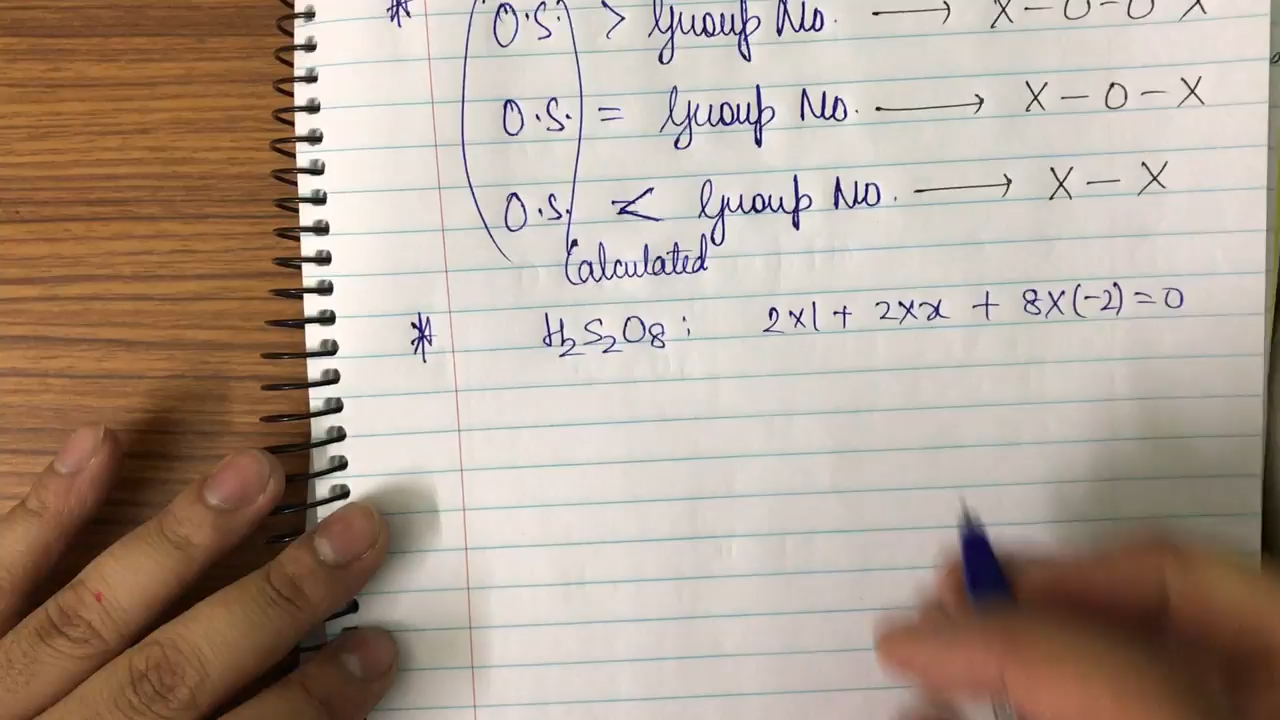 * O.S. > Group No. ⟶ X-O-O-X
O.S. = Group No. ⟶ X-O-X
O.S. < Group No. ⟶ X-X
Calculated
* H₂S₂O₈ : 2×1 + 2×x + 8×(-2) = 0